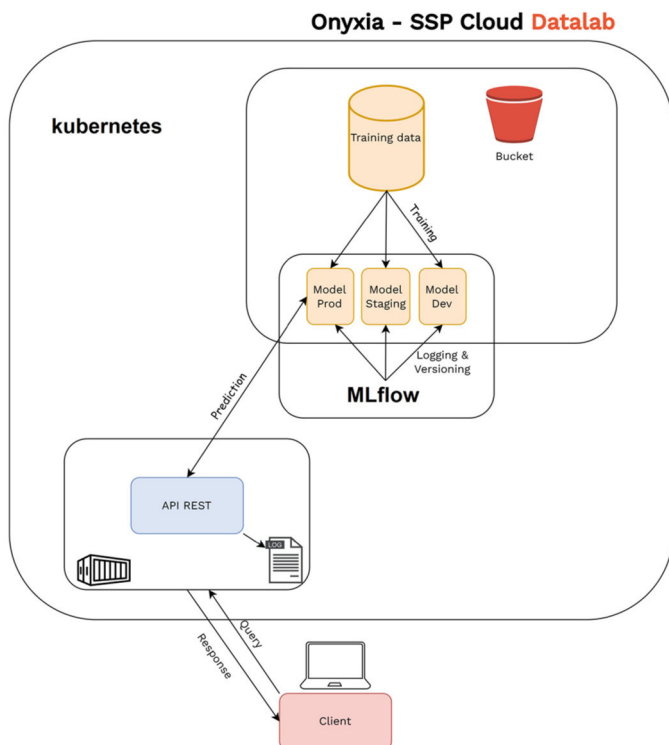 Onyxia - SSP Cloud Datalab
kubernetes
Training data
Bucket
Training
Model
Prod
Model
Staging
Model
Dev
Logging &
Versioning
MLflow
Prediction
API REST
LOG
Query
Response
Client